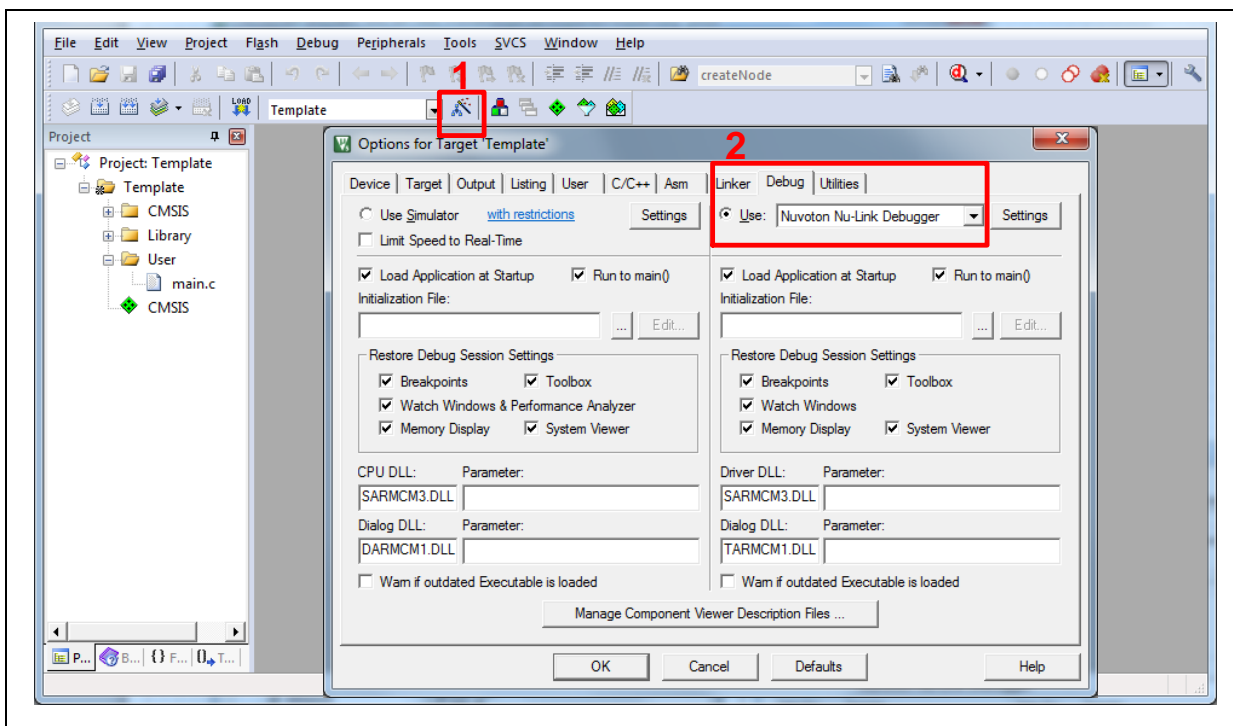 File Edit View Project Flash Debug Peripherals Tools SVCS Window Help
1
createNode
LOAD Template
Project
Project: Template
Template
CMSIS
Library
User
main.c
CMSIS
P... B... {} F... 0 T...
Options for Target 'Template'
2
Device Target Output Listing User C/C++ Asm Linker Debug Utilities
Use Simulator with restrictions Settings
Use: Nuvoton Nu-Link Debugger Settings
Limit Speed to Real-Time
Load Application at Startup Run to main() Load Application at Startup Run to main()
Initialization File: Initialization File:
... Edit... ... Edit...
Restore Debug Session Settings Restore Debug Session Settings
Breakpoints Toolbox Breakpoints Toolbox
Watch Windows & Performance Analyzer Watch Windows
Memory Display System Viewer Memory Display System Viewer
CPU DLL: Parameter: Driver DLL: Parameter:
SARMCM3.DLL SARMCM3.DLL
Dialog DLL: Parameter: Dialog DLL: Parameter:
DARMCM1.DLL TARMCM1.DLL
Warn if outdated Executable is loaded Warn if outdated Executable is loaded
Manage Component Viewer Description Files ...
OK Cancel Defaults Help